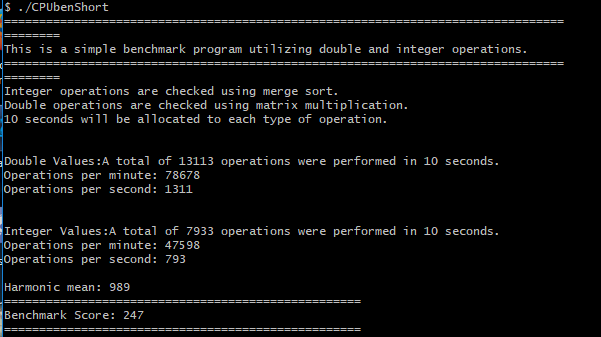 $ ./CPUbenShort
================================================================================
========
This is a simple benchmark program utilizing double and integer operations.
================================================================================
========
Integer operations are checked using merge sort.
Double operations are checked using matrix multiplication.
10 seconds will be allocated to each type of operation.
Double Values:A total of 13113 operations were performed in 10 seconds.
Operations per minute: 78678
Operations per second: 1311
Integer Values:A total of 7933 operations were performed in 10 seconds.
Operations per minute: 47598
Operations per second: 793
Harmonic mean: 989
===================================================
Benchmark Score: 247
===================================================